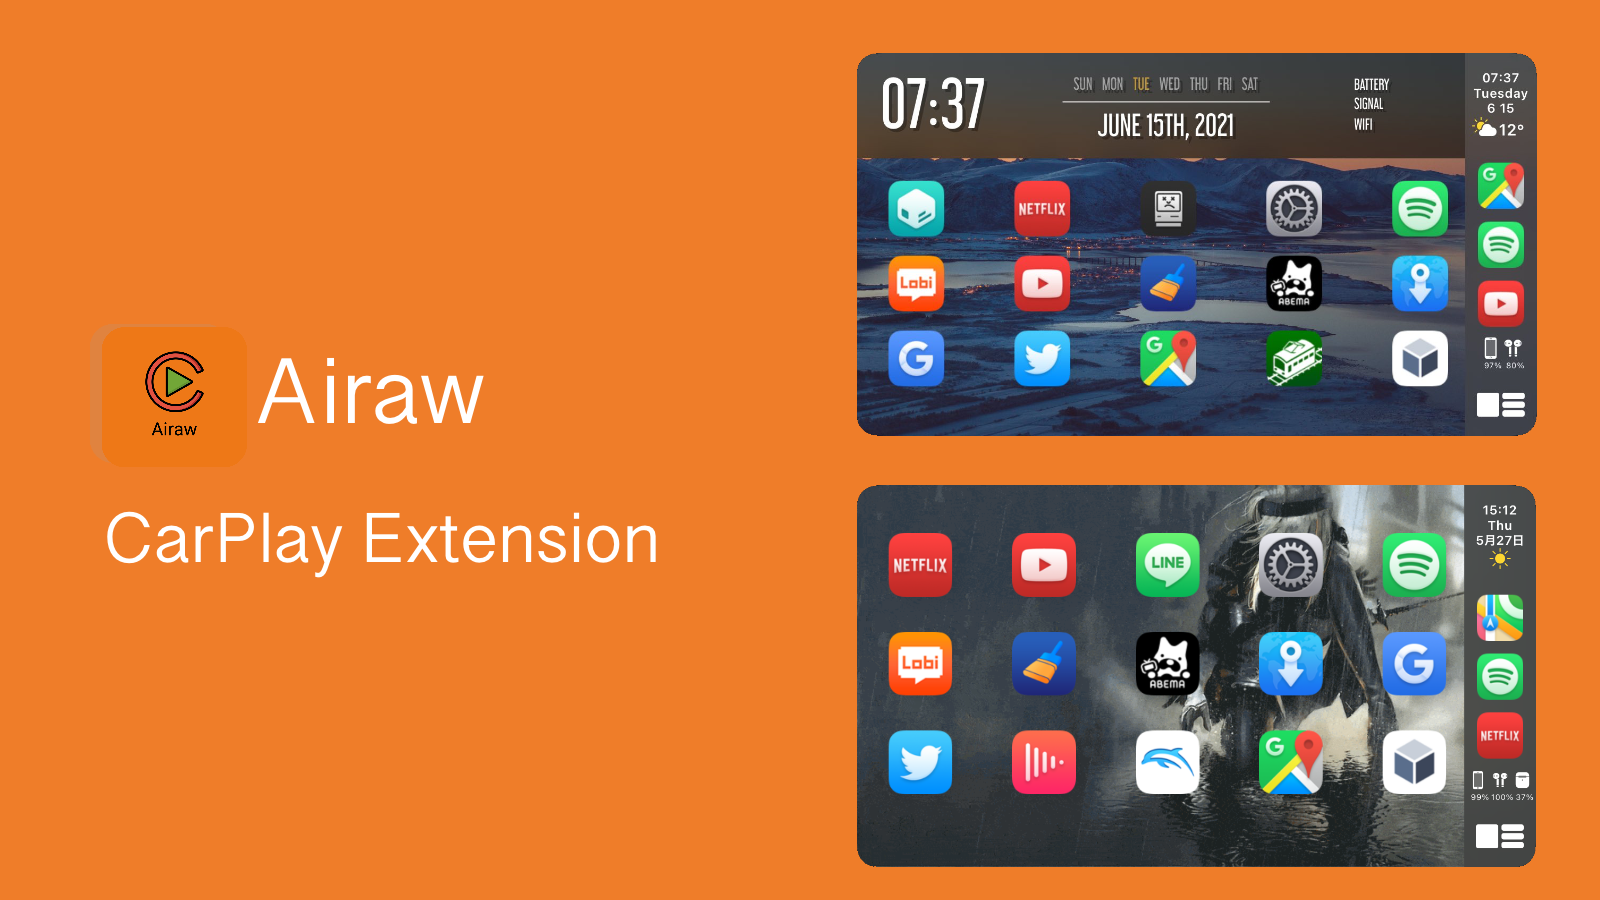 Airaw
Airaw
CarPlay Extension
07:37
SUN MON TUE WED THU FRI SAT
JUNE 15TH, 2021
BATTERY
SIGNAL
WIFI
07:37
Tuesday
6 15
12°
NETFLIX
Lobi
ABEMA
G
G
G
97% 80%
15:12
Thu
5月27日
NETFLIX
LINE
Lobi
ABEMA
G
G
NETFLIX
99% 100% 37%